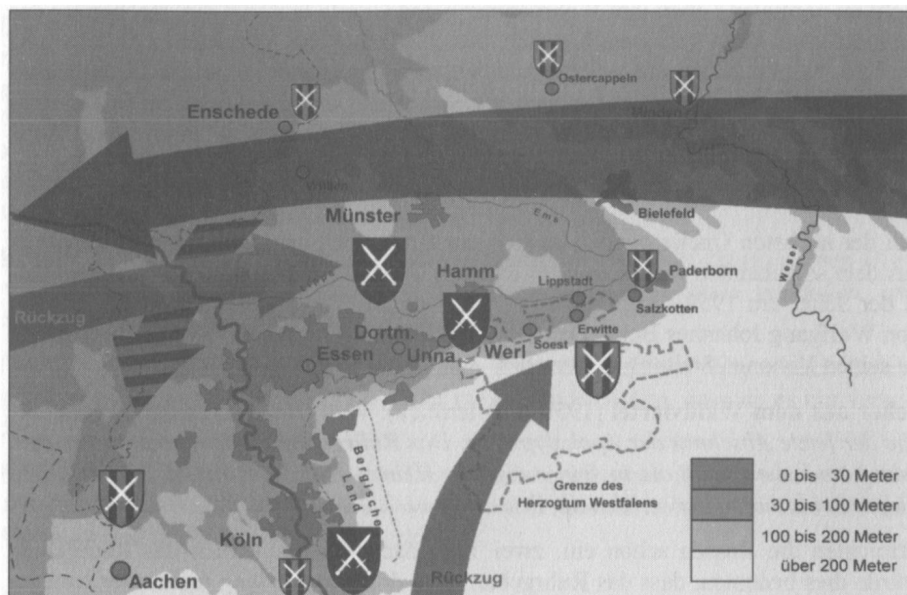 Ostercappeln
Enschede
Minden
Münster
Ems
Bielefeld
Weser
Hamm
Lippstadt
Paderborn
Salzkotten
Rückzug
Dortm.
Unna
Werl
Soest
Erwitte
Essen
Bergische
Land
Grenze des
Herzogtum Westfalens
Köln
Aachen
Rückzug
0 bis 30 Meter
30 bis 100 Meter
100 bis 200 Meter
über 200 Meter